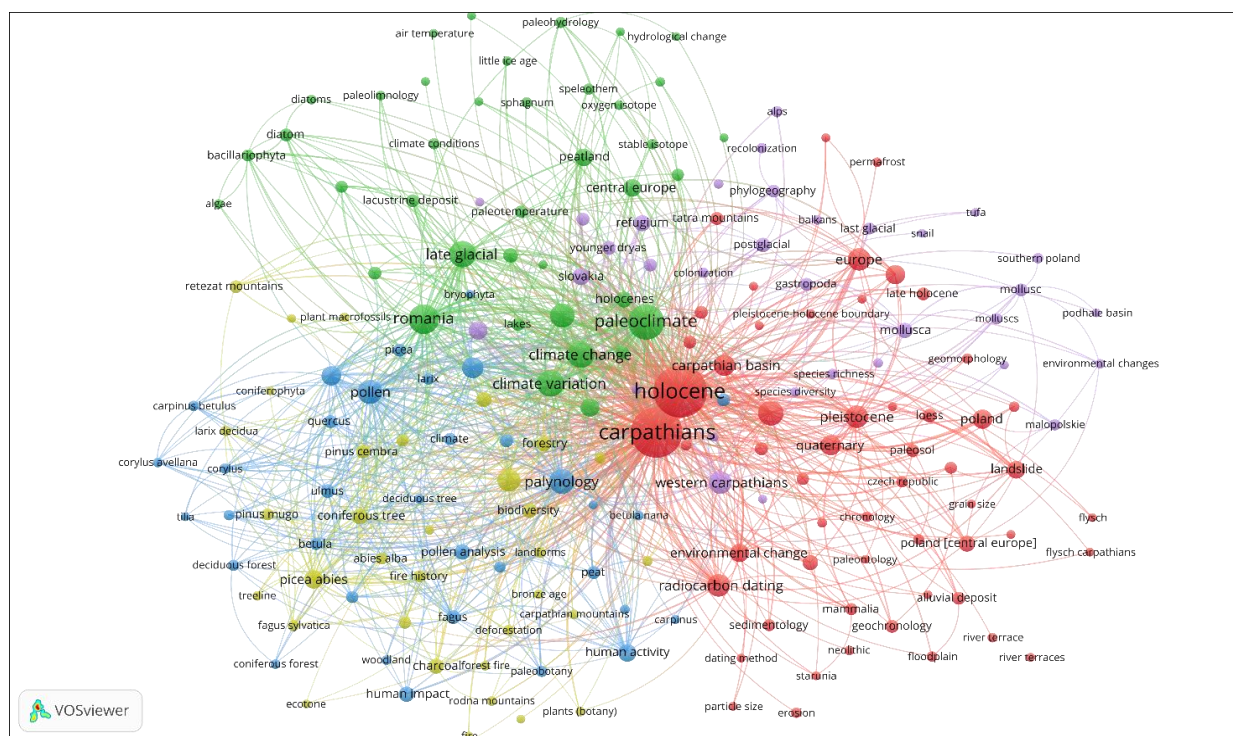 paleohydrology
air temperature
hydrological change
little ice age
speleothem
diatoms
paleolimnology
sphagnum
oxygen isotope
alps
diatom
climate conditions
stable isotope
recolonization
bacillariophyta
peatland
permafrost
central europe
phylogeography
algae
lacustrine deposit
paleotemperature
refugium
tatra mountains
balkans
last glacial
tufa
snail
younger dryas
postglacial
late glacial
europe
southern poland
slovakia
colonization
retezat mountains
bryophyta
gastropoda
late holocene
mollusc
holocenes
plant macrofossils
romania
lakes
paleoclimate
pleistocene-holocene boundary
molluscs
podhale basin
mollusca
picea
climate change
carpathian basin
geomorphology
environmental changes
larix
species richness
coniferophyta
pollen
climate variation
holocene
species diversity
carpinus betulus
quercus
pleistocene
loess
poland
malopolskie
larix decidua
climate
forestry
carpathians
quaternary
paleosol
pinus cembra
corylus avellana
corylus
landslide
ulmus
deciduous tree
palynology
western carpathians
czech republic
tilia
pinus mugo
coniferous tree
biodiversity
betula nana
grain size
chronology
flysch
betula
abies alba
pollen analysis
landforms
environmental change
poland [central europe]
flysch carpathians
deciduous forest
picea abies
fire history
peat
radiocarbon dating
paleontology
treeline
bronze age
alluvial deposit
fagus sylvatica
fagus
deforestation
carpathian mountains
carpinus
sedimentology
mammalia
geochronology
river terrace
coniferous forest
woodland
charcoal
forest fire
paleobotany
human activity
dating method
neolithic
floodplain
river terraces
starunia
ecotone
human impact
rodna mountains
plants (botany)
particle size
erosion
fire
VOSviewer